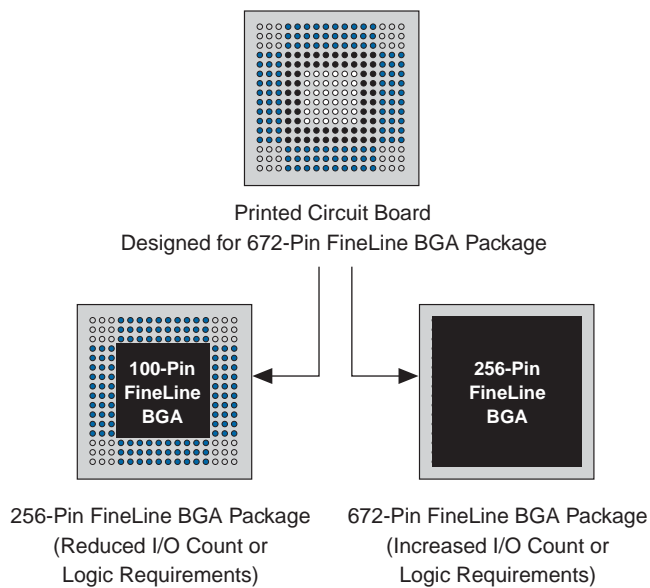 Printed Circuit Board
Designed for 672-Pin FineLine BGA Package
100-Pin
FineLine
BGA
256-Pin
FineLine
BGA
256-Pin FineLine BGA Package
(Reduced I/O Count or
Logic Requirements)
672-Pin FineLine BGA Package
(Increased I/O Count or
Logic Requirements)